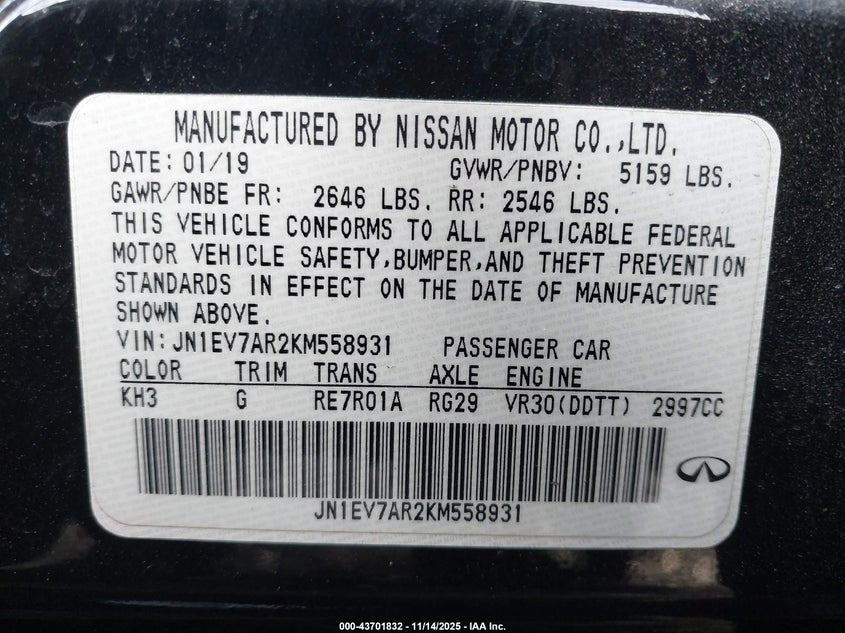 MANUFACTURED BY NISSAN MOTOR CO.,LTD.
DATE: 01/19 GVWR/PNBV: 5159 LBS.
GAWR/PNBE FR: 2646 LBS. RR: 2546 LBS.
THIS VEHICLE CONFORMS TO ALL APPLICABLE FEDERAL
MOTOR VEHICLE SAFETY,BUMPER,AND THEFT PREVENTION
STANDARDS IN EFFECT ON THE DATE OF MANUFACTURE
SHOWN ABOVE.
VIN: JN1EV7AR2KM558931 PASSENGER CAR
COLOR TRIM TRANS AXLE ENGINE
KH3 G RE7R01A RG29 VR30(DDTT) 2997CC
JN1EV7AR2KM558931
000-43701832 - 11/14/2025 - IAA Inc.